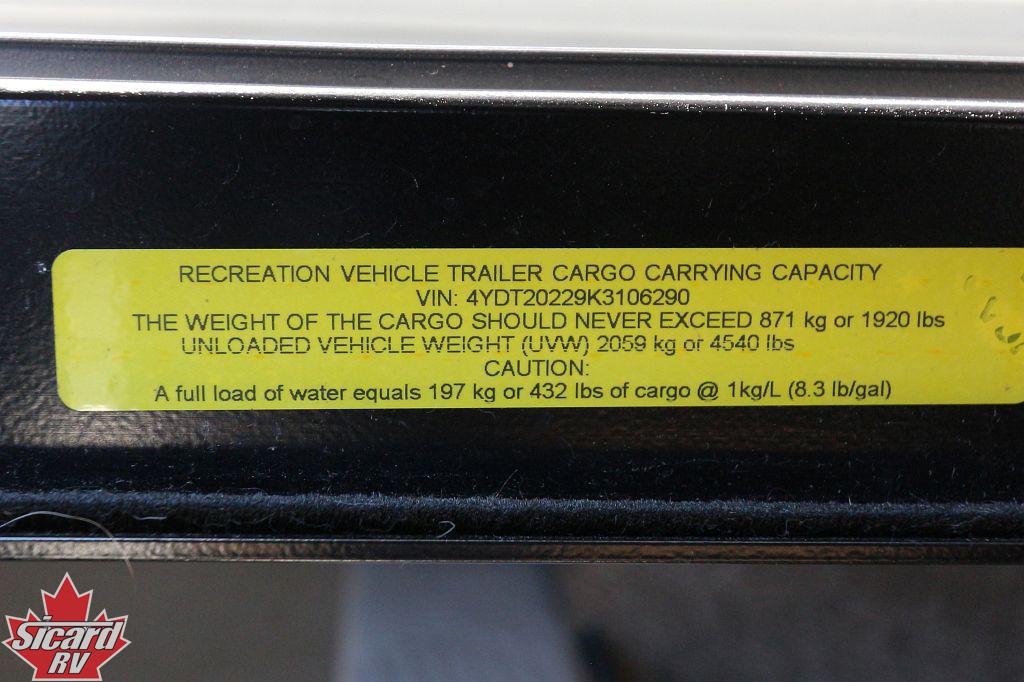 RECREATION VEHICLE TRAILER CARGO CARRYING CAPACITY
VIN: 4YDT20229K3106290
THE WEIGHT OF THE CARGO SHOULD NEVER EXCEED 871 kg or 1920 lbs
UNLOADED VEHICLE WEIGHT (UVW) 2059 kg or 4540 lbs
CAUTION:
A full load of water equals 197 kg or 432 lbs of cargo @ 1kg/L (8.3 lb/gal)
Sicard
RV